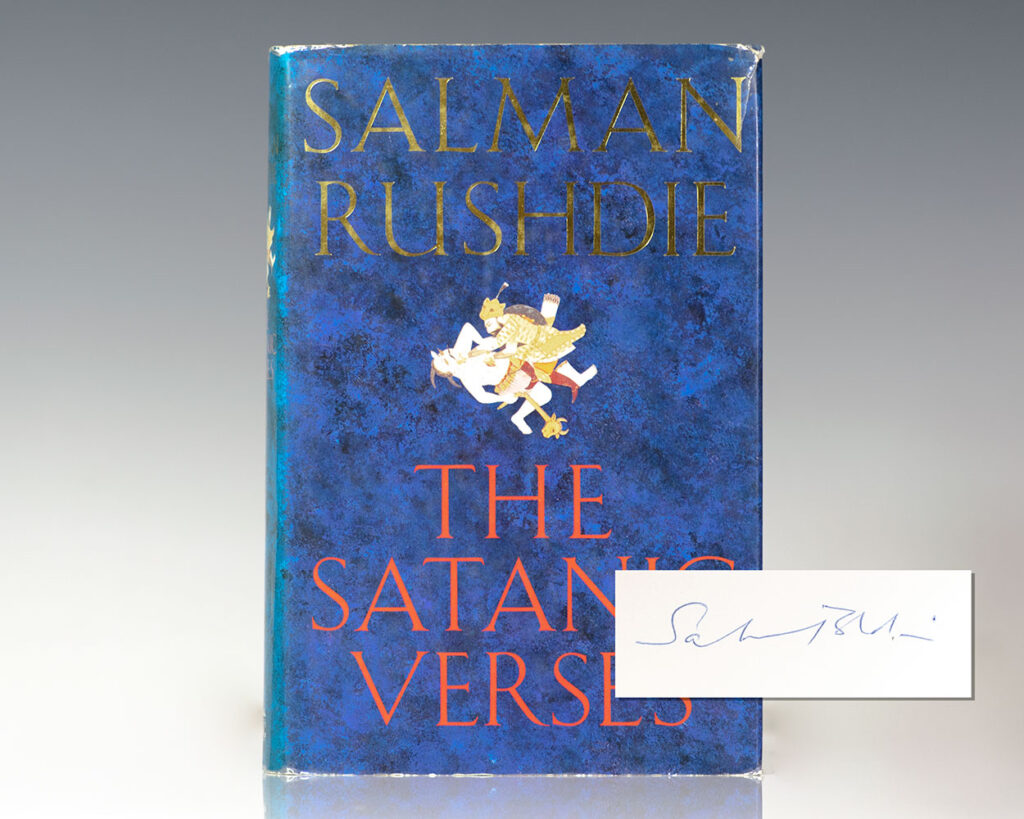 SALMAN
RUSHDIE
THE
SATANIC
VERSES